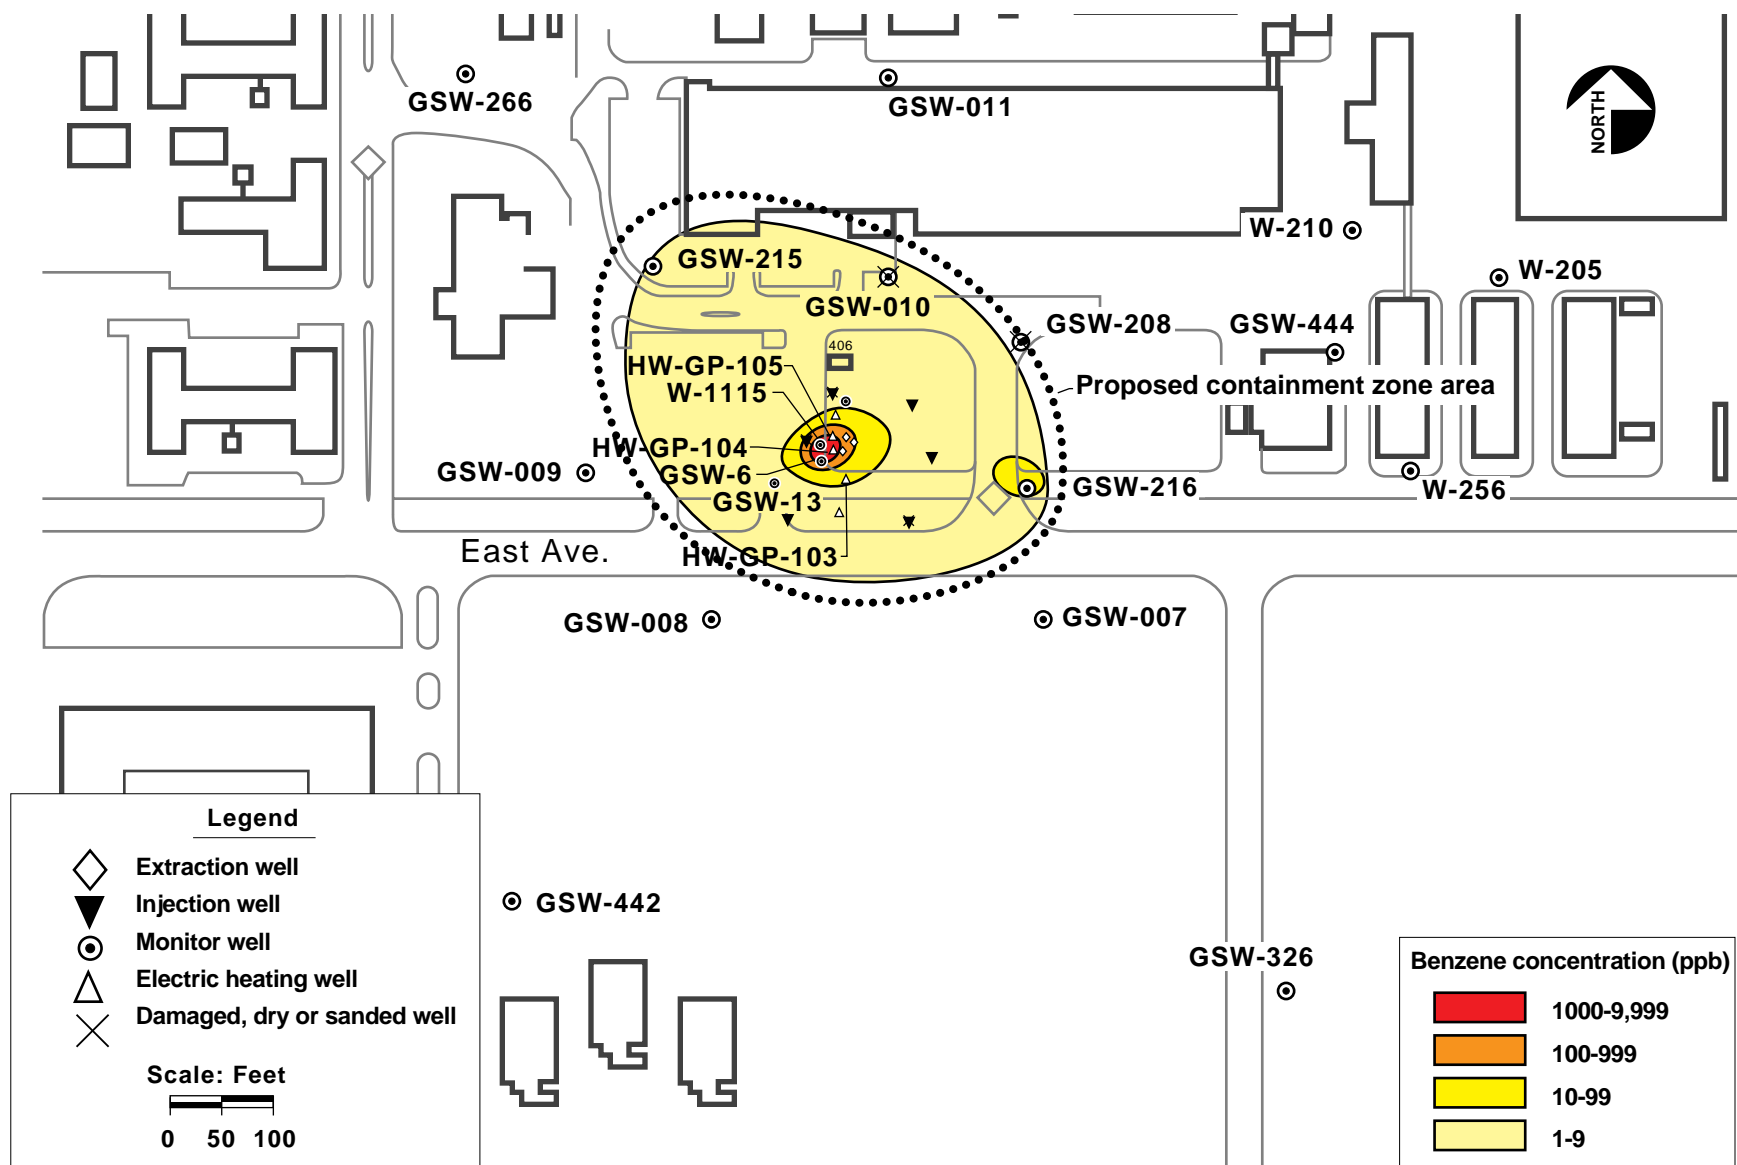 GSW-266
GSW-011
NORTH
W-210
GSW-215
W-205
GSW-010
GSW-208
GSW-444
406
HW-GP-105
Proposed containment zone area
W-1115
HW-GP-104
GSW-009
GSW-6
GSW-216
W-256
GSW-13
East Ave.
HW-GP-103
GSW-008
GSW-007
GSW-442
GSW-326
Legend
Extraction well
Injection well
Monitor well
Electric heating well
Damaged, dry or sanded well
Scale: Feet
0 50 100
Benzene concentration (ppb)
1000-9,999
100-999
10-99
1-9